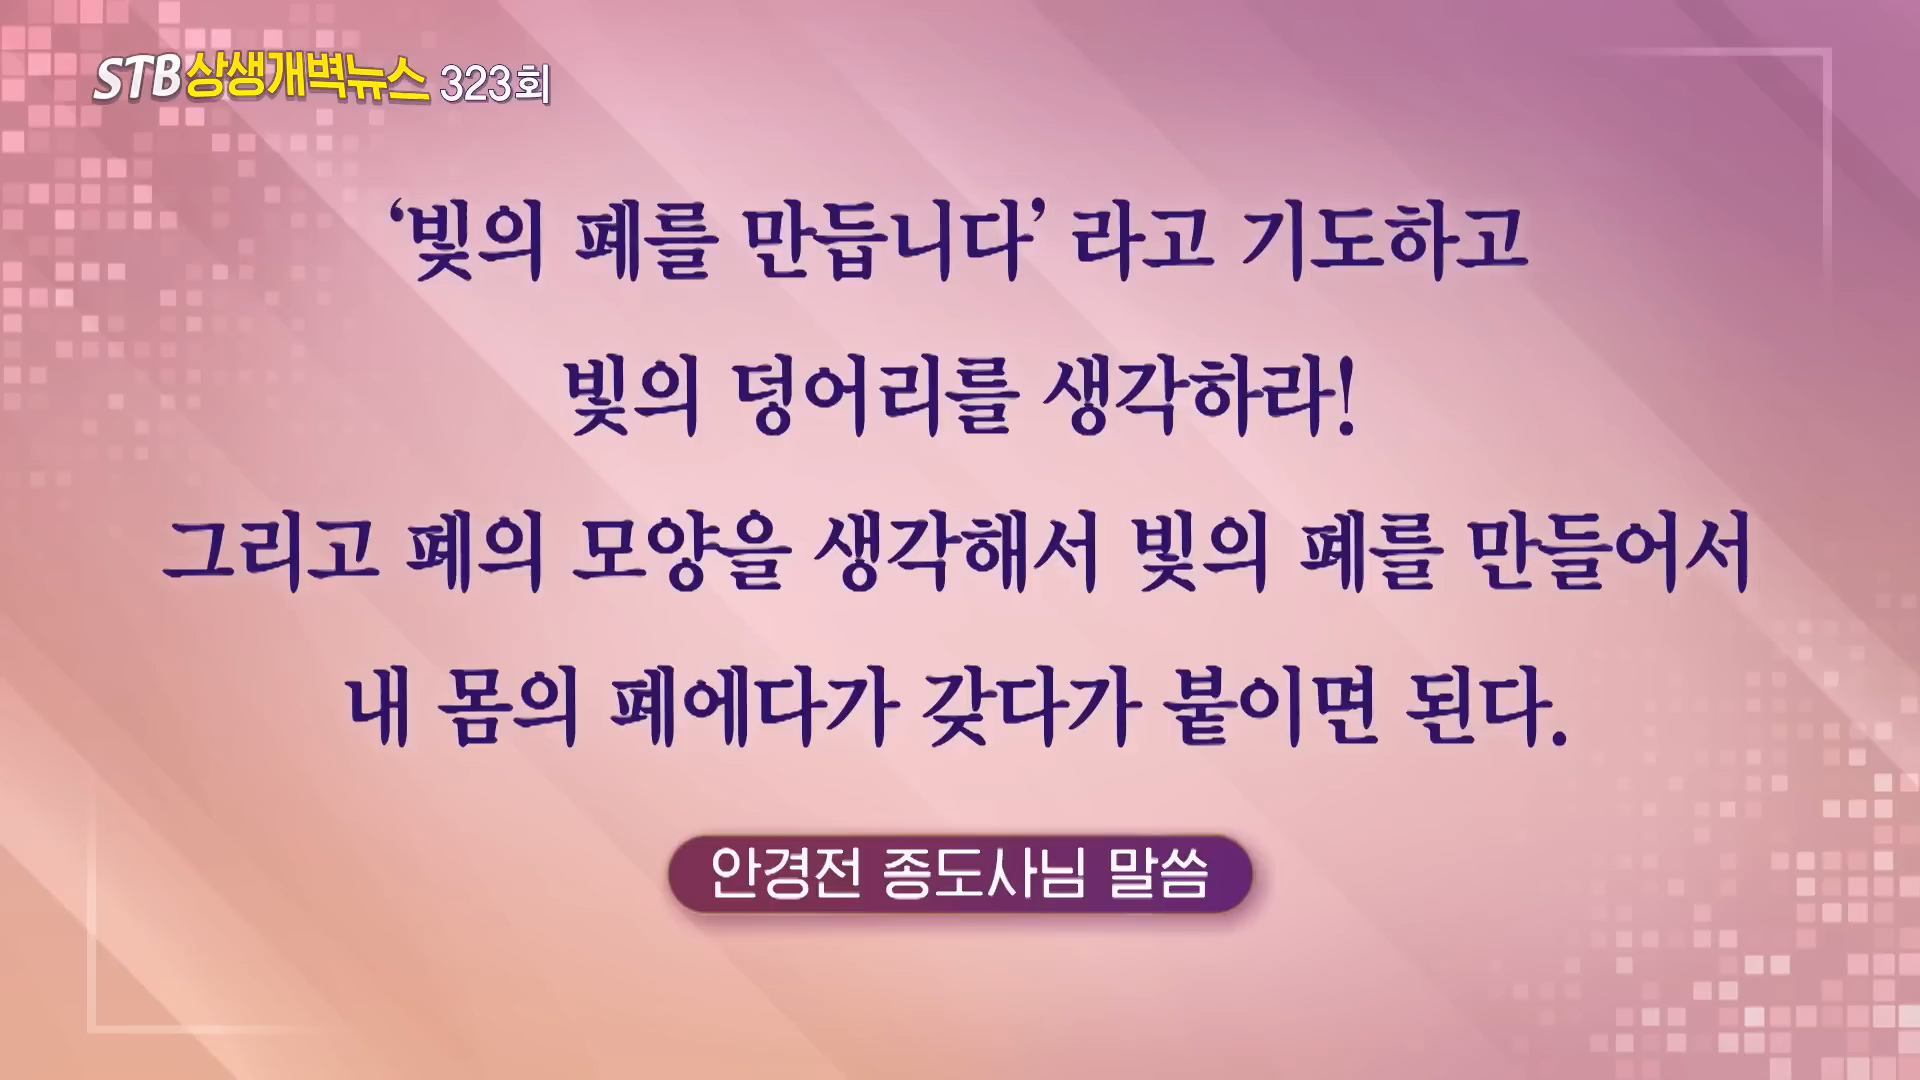 STB상생개벽뉴스 323회
‘빛의 폐를 만듭니다’ 라고 기도하고
빛의 덩어리를 생각하라!
그리고 폐의 모양을 생각해서 빛의 폐를 만들어서
내 몸의 폐에다가 갖다가 붙이면 된다.
안경전 종도사님 말씀